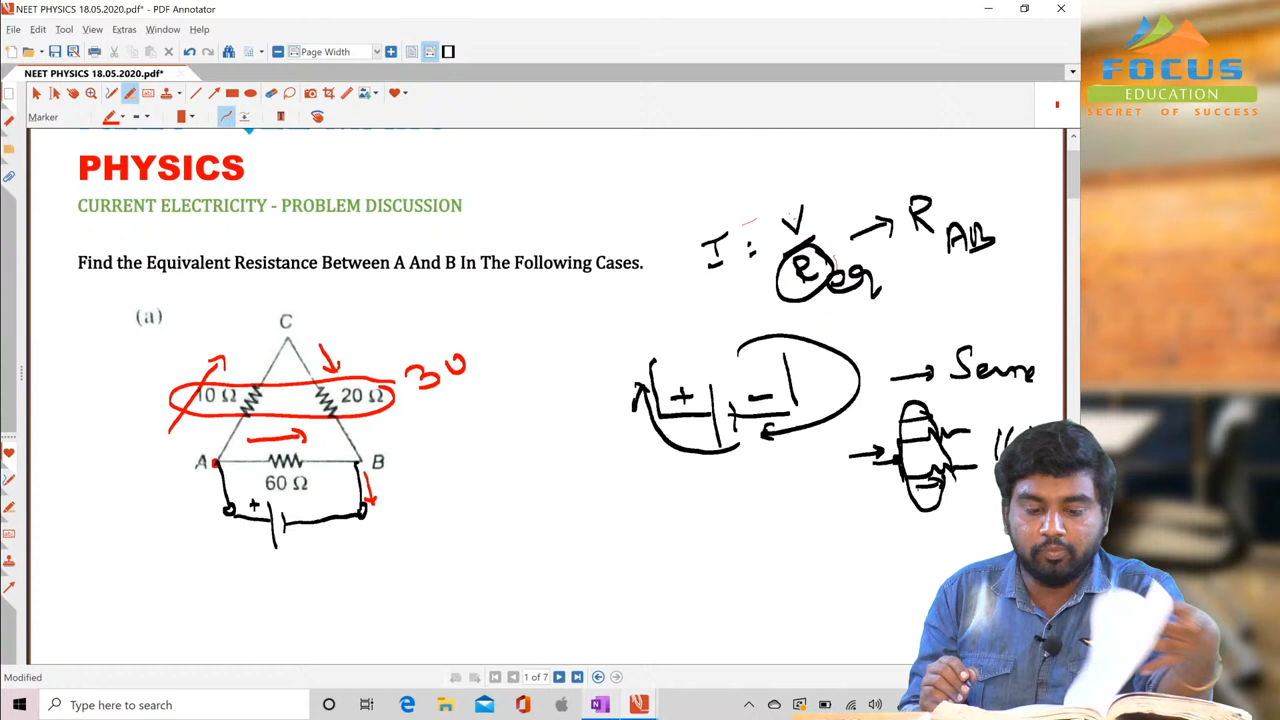 NEET PHYSICS 18.05.2020.pdf* - PDF Annotator
File Edit Tool View Extras Window Help
Page Width
NEET PHYSICS 18.05.2020.pdf*
Marker
FOCUS
EDUCATION
SECRET OF SUCCESS
PHYSICS
CURRENT ELECTRICITY - PROBLEM DISCUSSION
Find the Equivalent Resistance Between A And B In The Following Cases.
I = V
R eq → R AB
(a)
C
10 Ω 20 Ω 30
A B
60 Ω
+
+ -
→
Modified
1 of 7
Type here to search